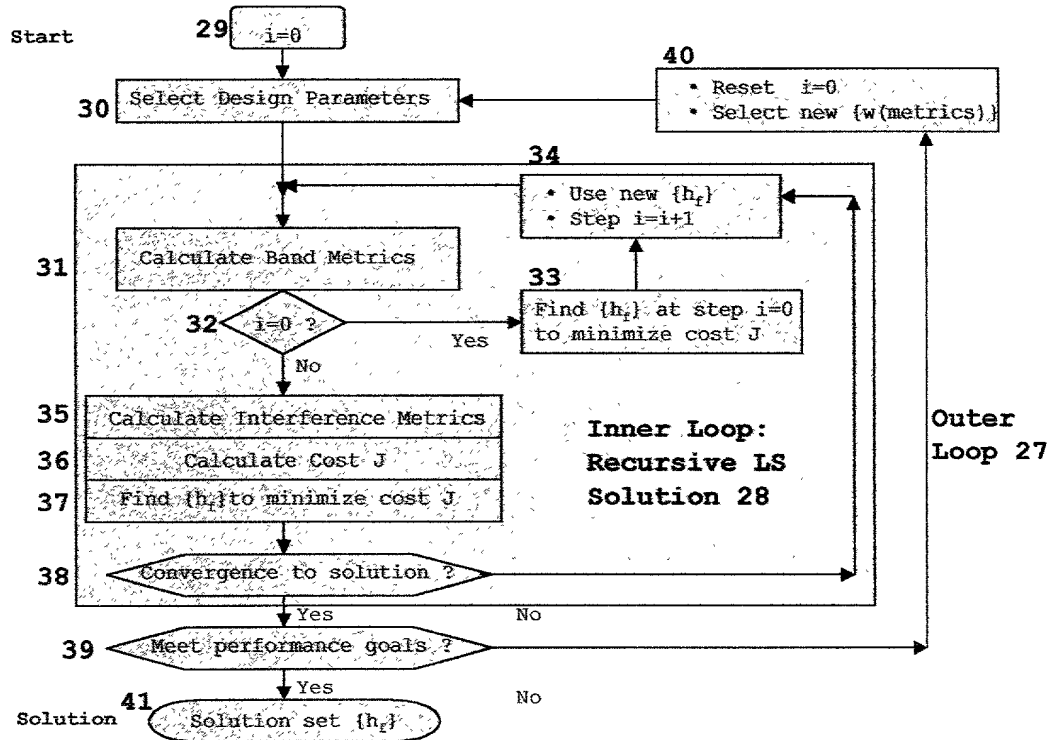 Start
29
i=0
30
Select Design Parameters
40
• Reset i=0
• Select new {w(metrics)}
34
• Use new {h_f}
• Step i=i+1
31
Calculate Band Metrics
33
Find {h_f} at step i=0
to minimize cost J
32
i=0 ?
Yes
No
35
Calculate Interference Metrics
36
Calculate Cost J
37
Find {h_f}to minimize cost J
Inner Loop:
Recursive LS
Solution 28
Outer
Loop 27
38
Convergence to solution ?
Yes
No
39
Meet performance goals ?
Yes
No
41
Solution
Solution set {h_f}